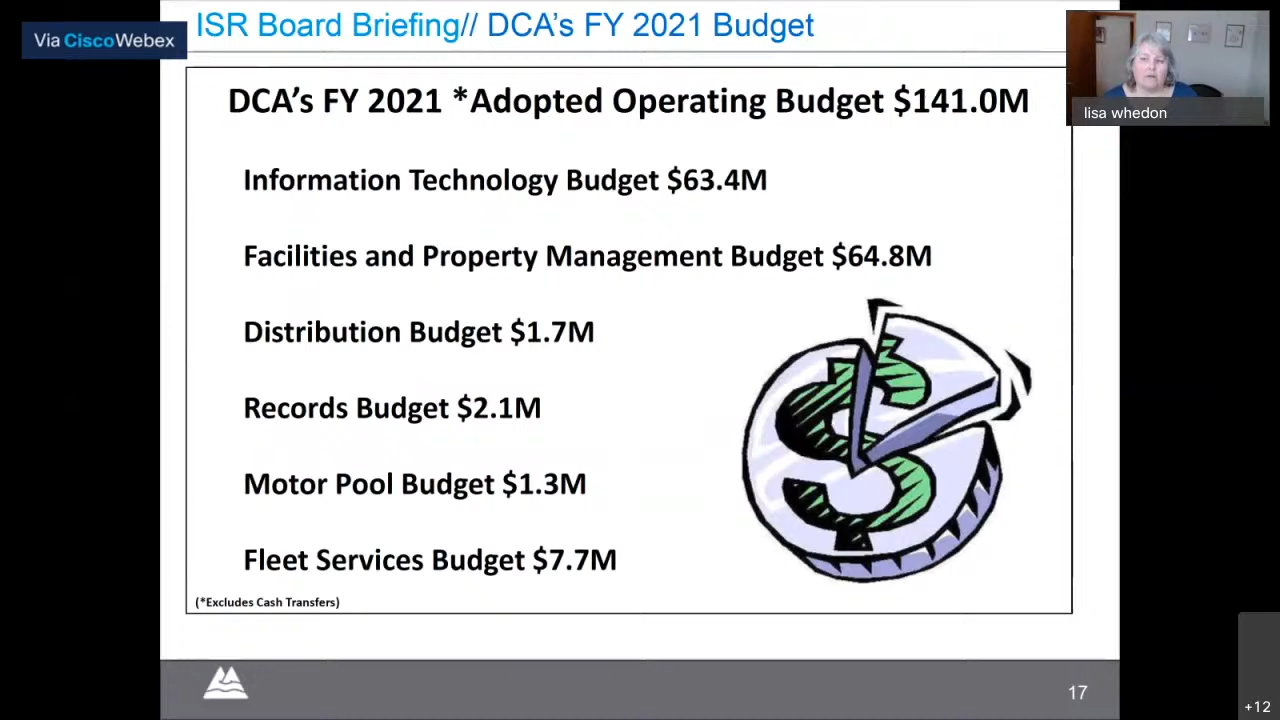 Via Cisco Webex
ISR Board Briefing// DCA's FY 2021 Budget
lisa whedon
DCA's FY 2021 *Adopted Operating Budget $141.0M
Information Technology Budget $63.4M
Facilities and Property Management Budget $64.8M
Distribution Budget $1.7M
Records Budget $2.1M
Motor Pool Budget $1.3M
Fleet Services Budget $7.7M
(*Excludes Cash Transfers)
17
+12